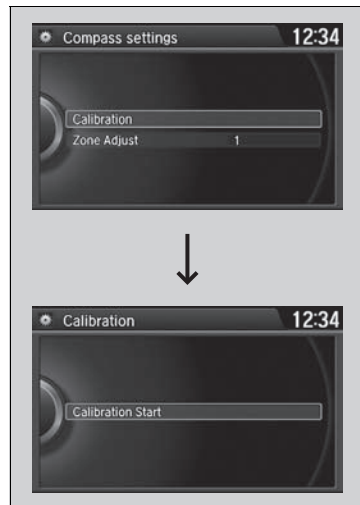 Compass settings 12:34
Calibration
Zone Adjust 1
Calibration 12:34
Calibration Start